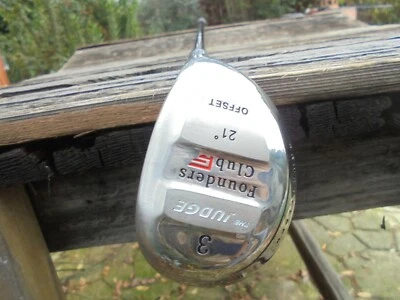 3
THE JUDGE
Founders
Club
21°
OFFSET